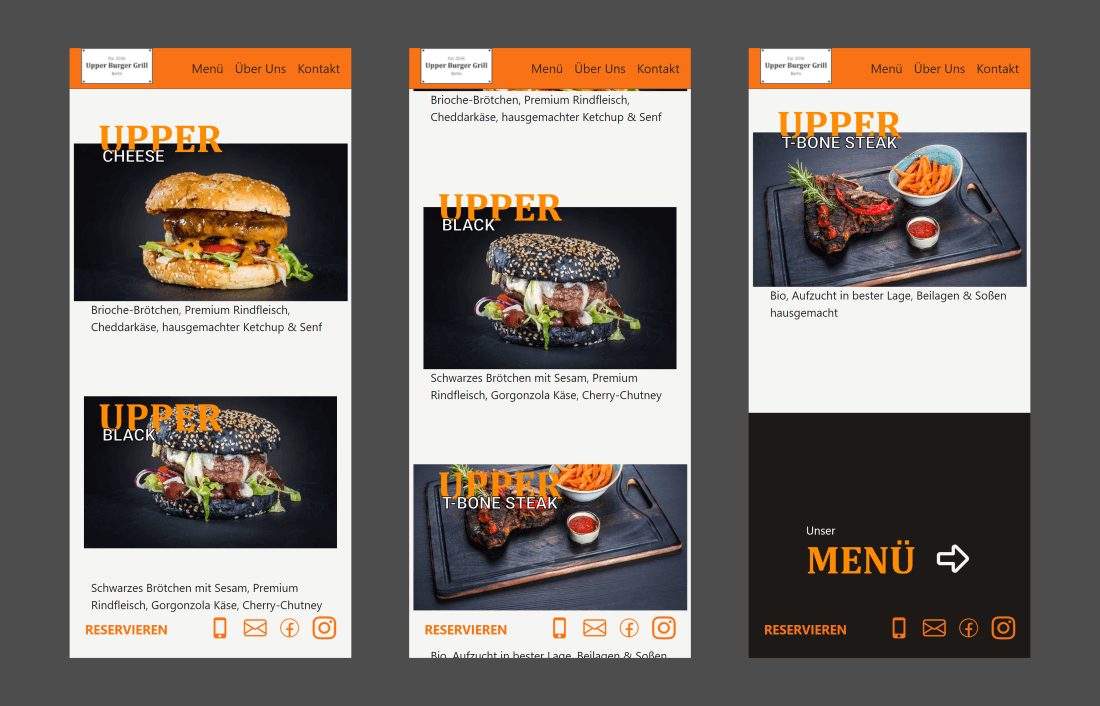 Est 2016
Upper Burger Grill
Berlin
Menü Über Uns Kontakt
UPPER
CHEESE
Brioche-Brötchen, Premium Rindfleisch,
Cheddarkäse, hausgemachter Ketchup & Senf
UPPER
BLACK
Schwarzes Brötchen mit Sesam, Premium
Rindfleisch, Gorgonzola Käse, Cherry-Chutney
RESERVIEREN
Est 2016
Upper Burger Grill
Berlin
Menü Über Uns Kontakt
Brioche-Brötchen, Premium Rindfleisch,
Cheddarkäse, hausgemachter Ketchup & Senf
UPPER
BLACK
Schwarzes Brötchen mit Sesam, Premium
Rindfleisch, Gorgonzola Käse, Cherry-Chutney
UPPER
T-BONE STEAK
RESERVIEREN
Bio, Aufzucht in bester Lage, Beilagen & Soßen
Est 2016
Upper Burger Grill
Berlin
Menü Über Uns Kontakt
UPPER
T-BONE STEAK
Bio, Aufzucht in bester Lage, Beilagen & Soßen
hausgemacht
Unser
MENÜ
RESERVIEREN